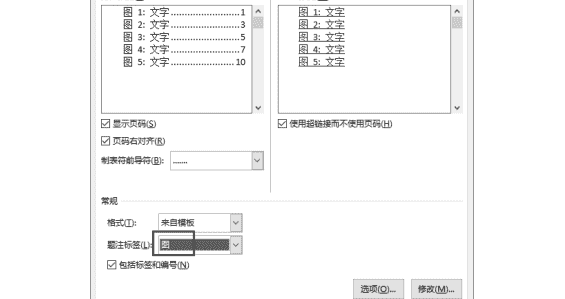 图 1: 文字........................1
图 2: 文字........................3
图 3: 文字........................5
图 4: 文字........................7
图 5: 文字.......................10
图 1: 文字
图 2: 文字
图 3: 文字
图 4: 文字
图 5: 文字
显示页码(S)
使用超链接而不使用页码(H)
页码右对齐(R)
制表符前导符(B): ......
常规
格式(T): 来自模板
题注标签(L): 图
包括标签和编号(N)
选项(O)... 修改(M)...